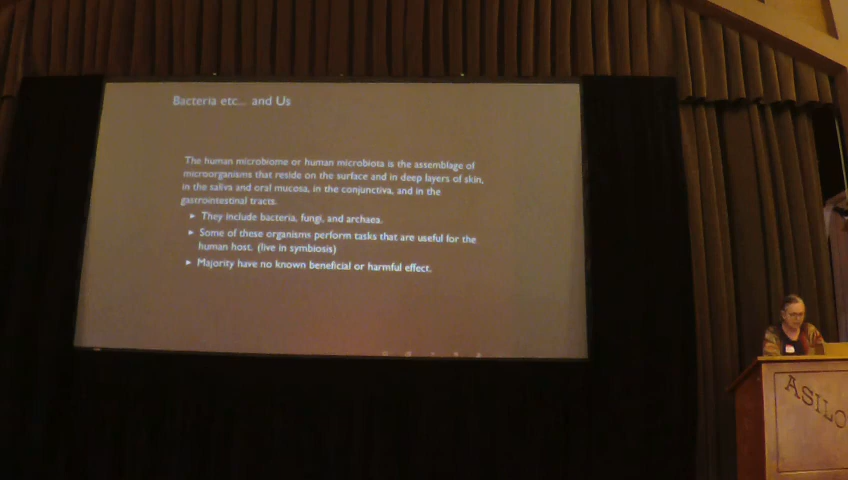 Bacteria etc... and Us
The human microbiome or human microbiota is the assemblage of
microorganisms that reside on the surface and in deep layers of skin,
in the saliva and oral mucosa, in the conjunctiva, and in the
gastrointestinal tracts.
▸ They include bacteria, fungi, and archaea.
▸ Some of these organisms perform tasks that are useful for the
human host. (live in symbiosis)
▸ Majority have no known beneficial or harmful effect.
ASILO